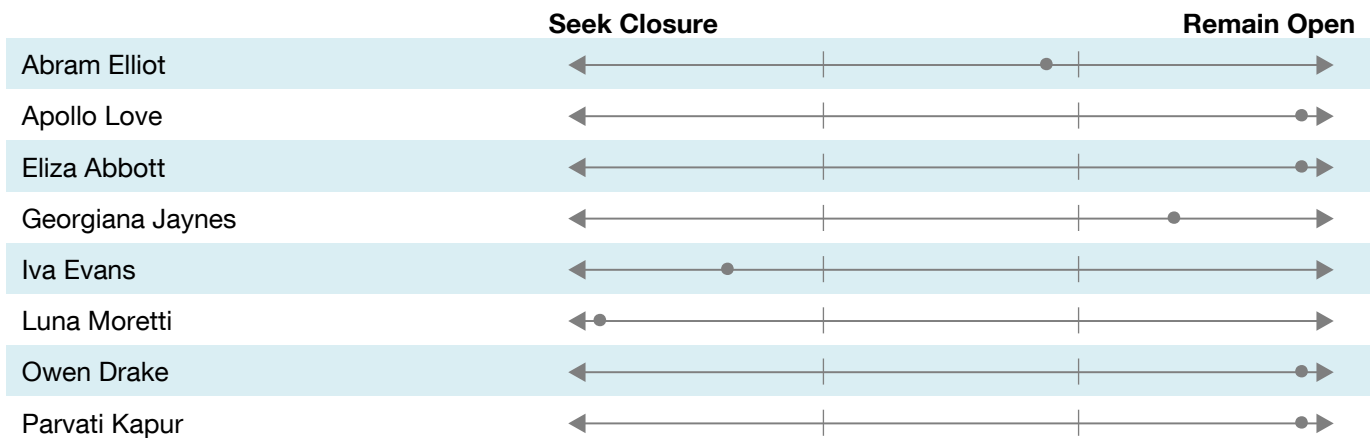 Seek Closure Remain Open
Abram Elliot
Apollo Love
Eliza Abbott
Georgiana Jaynes
Iva Evans
Luna Moretti
Owen Drake
Parvati Kapur